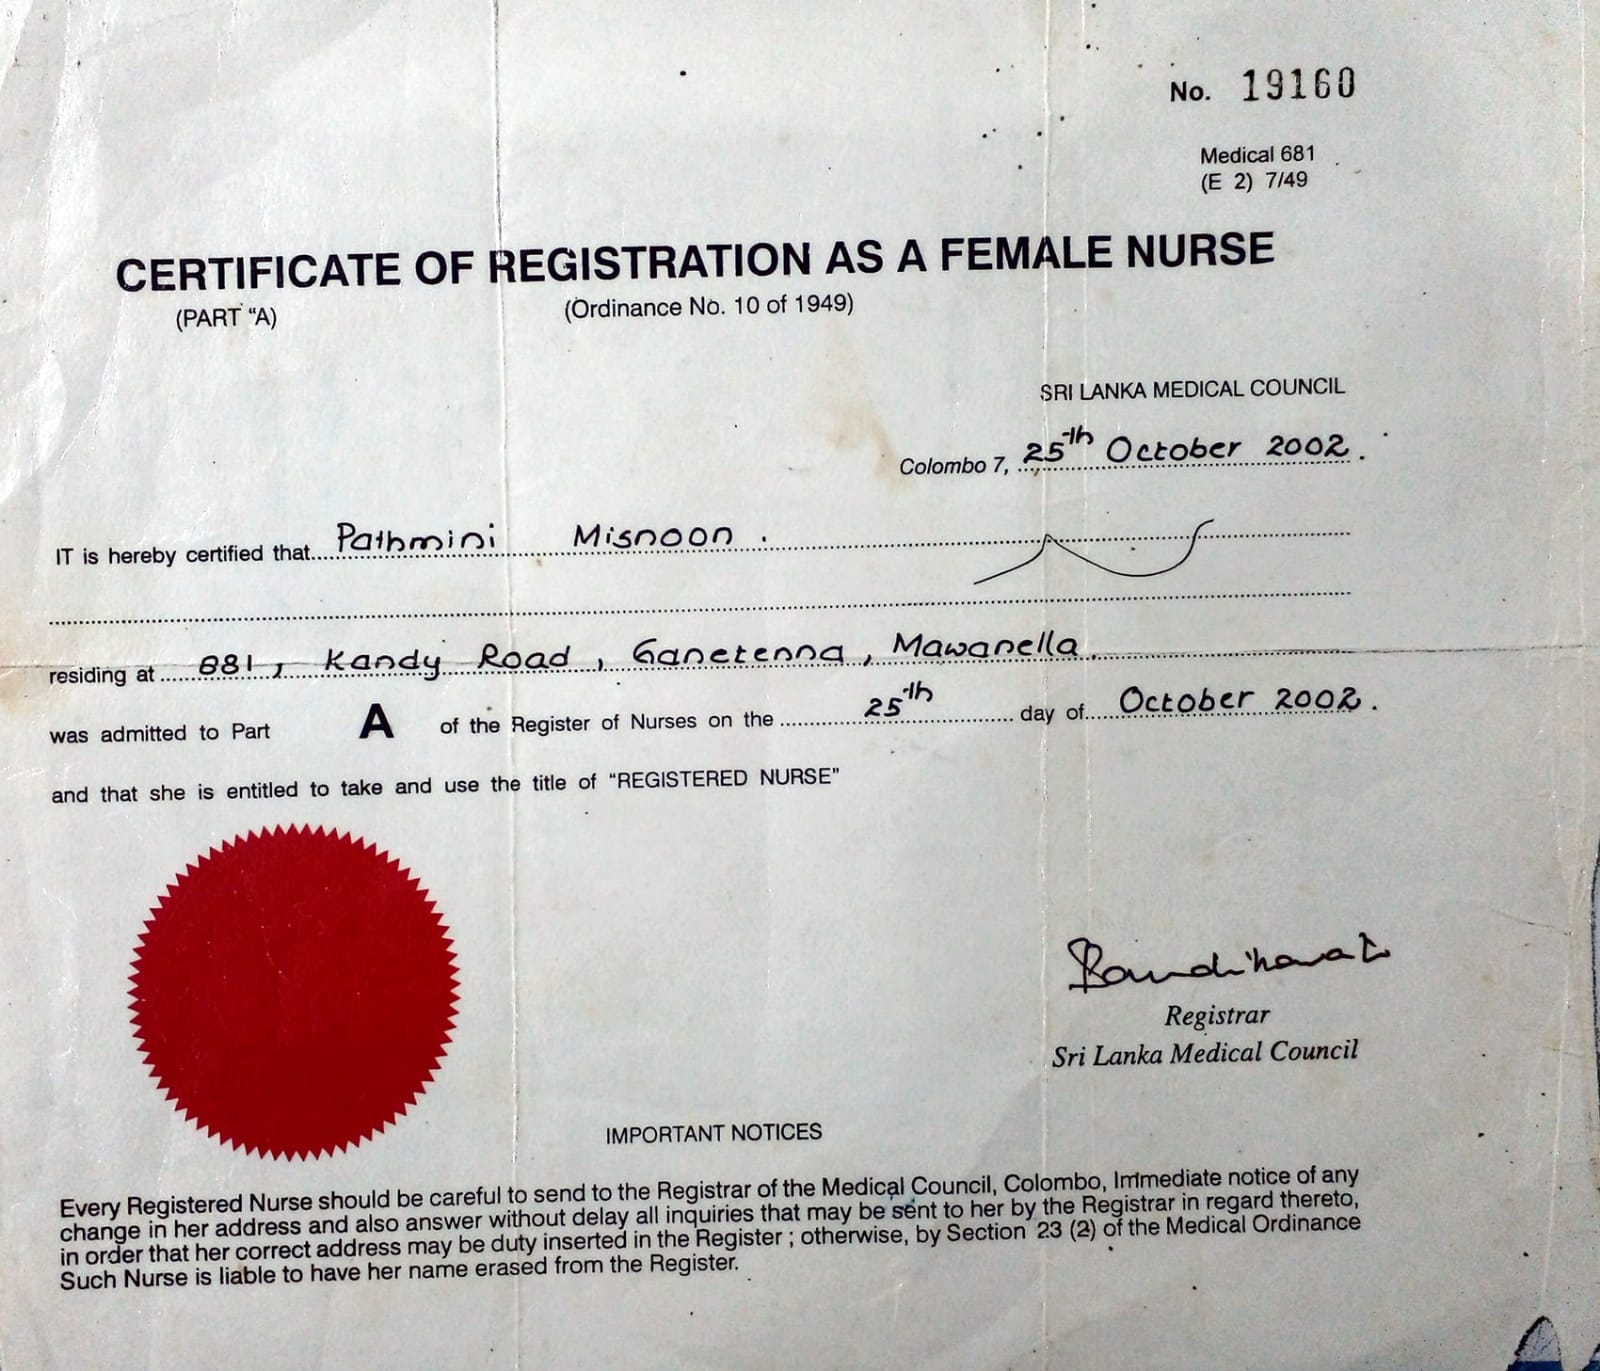 No. 19160
Medical 681
(E 2) 7/49
CERTIFICATE OF REGISTRATION AS A FEMALE NURSE
(PART “A) (Ordinance No. 10 of 1949)
SRI LANKA MEDICAL COUNCIL
Colombo 7, 25th October 2002.
IT is hereby certified that Pathmini Misnoon.
residing at 881, Kandy Road, Ganetenna, Mawanella.
was admitted to Part A of the Register of Nurses on the 25th day of October 2002.
and that she is entitled to take and use the title of “REGISTERED NURSE”
Registrar
Sri Lanka Medical Council
IMPORTANT NOTICES
Every Registered Nurse should be careful to send to the Registrar of the Medical Council, Colombo, Immediate notice of any
change in her address and also answer without delay all inquiries that may be sent to her by the Registrar in regard thereto,
in order that her correct address may be duty inserted in the Register ; otherwise, by Section 23 (2) of the Medical Ordinance
Such Nurse is liable to have her name erased from the Register.